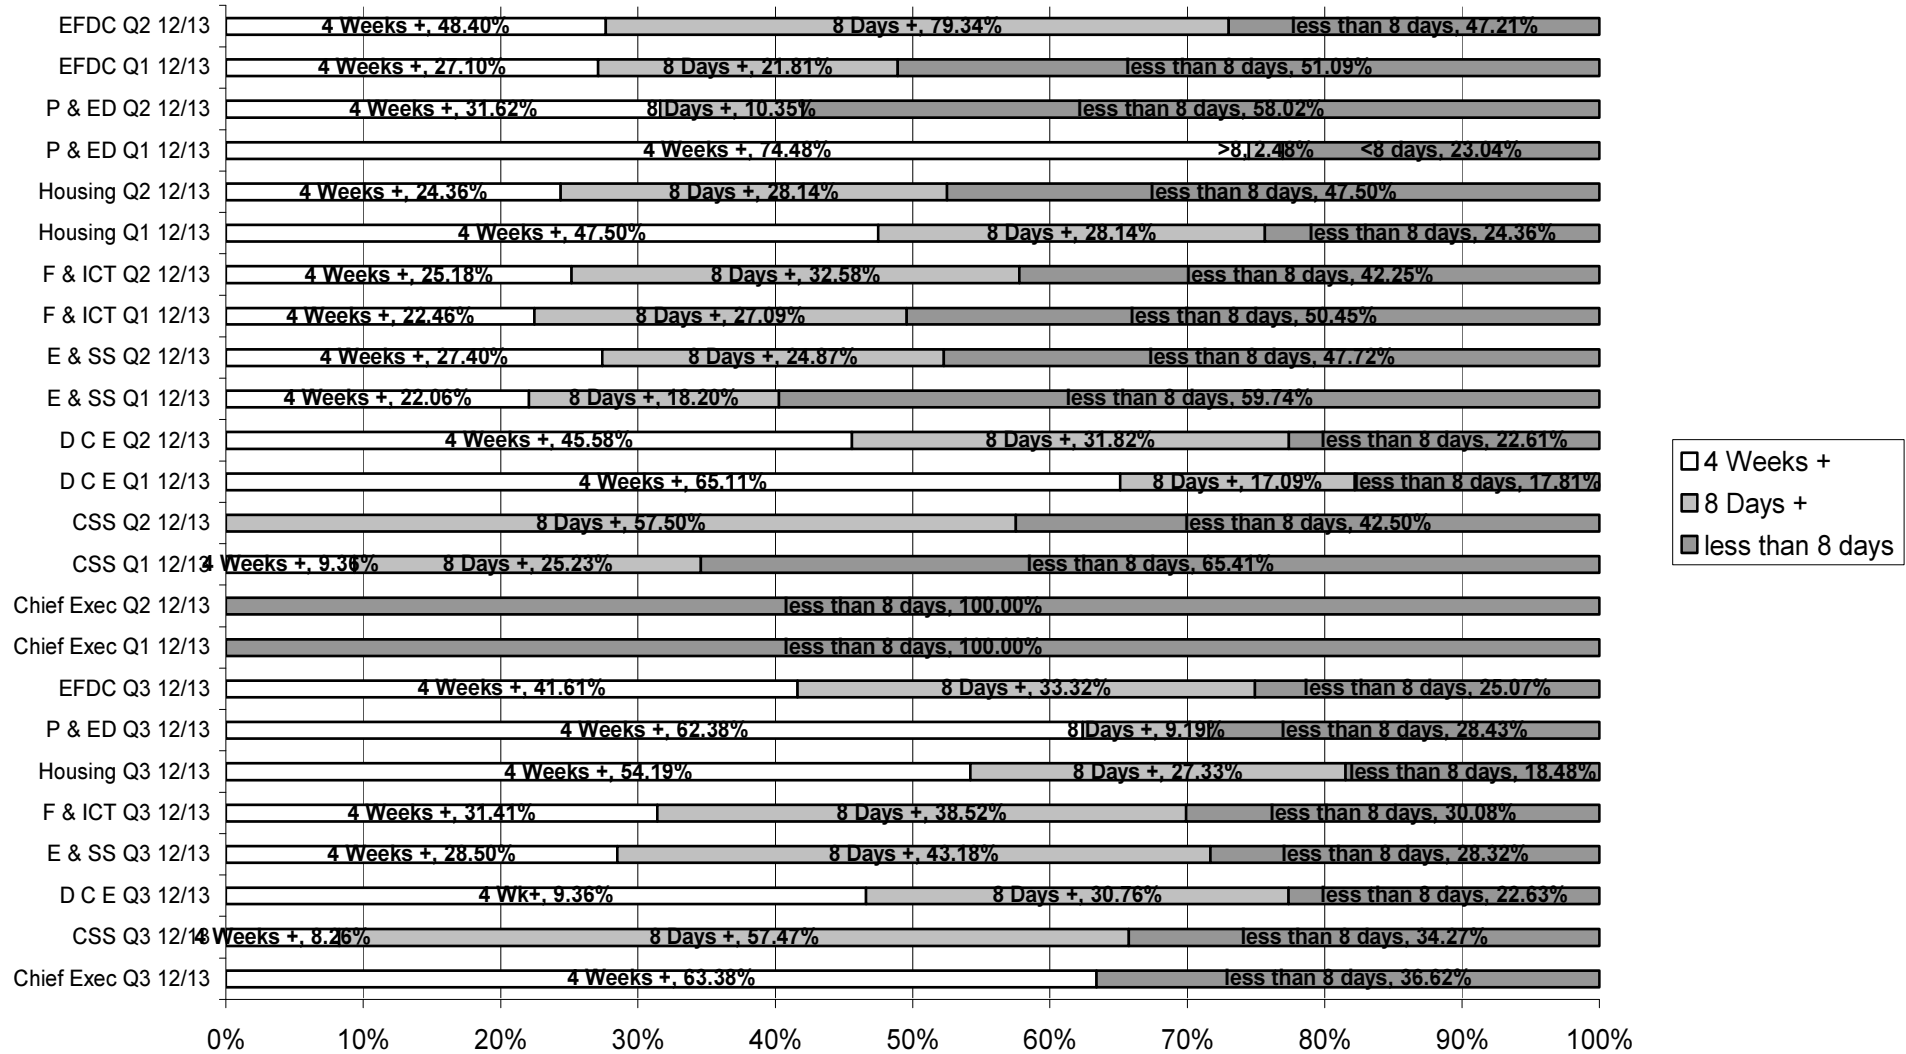 EFDC Q2 12/13 4 Weeks +, 48.40% 8 Days +, 79.34% less than 8 days, 47.21%
EFDC Q1 12/13 4 Weeks +, 27.10% 8 Days +, 21.81% less than 8 days, 51.09%
P & ED Q2 12/13 4 Weeks +, 31.62% 8 Days +, 10.35% less than 8 days, 58.02%
P & ED Q1 12/13 4 Weeks +, 74.48% >8, 2.48% <8 days, 23.04%
Housing Q2 12/13 4 Weeks +, 24.36% 8 Days +, 28.14% less than 8 days, 47.50%
Housing Q1 12/13 4 Weeks +, 47.50% 8 Days +, 28.14% less than 8 days, 24.36%
F & ICT Q2 12/13 4 Weeks +, 25.18% 8 Days +, 32.58% less than 8 days, 42.25%
F & ICT Q1 12/13 4 Weeks +, 22.46% 8 Days +, 27.09% less than 8 days, 50.45%
E & SS Q2 12/13 4 Weeks +, 27.40% 8 Days +, 24.87% less than 8 days, 47.72%
E & SS Q1 12/13 4 Weeks +, 22.06% 8 Days +, 18.20% less than 8 days, 59.74%
D C E Q2 12/13 4 Weeks +, 45.58% 8 Days +, 31.82% less than 8 days, 22.61%
D C E Q1 12/13 4 Weeks +, 65.11% 8 Days +, 17.09% less than 8 days, 17.81%
CSS Q2 12/13 8 Days +, 57.50% less than 8 days, 42.50%
CSS Q1 12/13 4 Weeks +, 9.36% 8 Days +, 25.23% less than 8 days, 65.41%
Chief Exec Q2 12/13 less than 8 days, 100.00%
Chief Exec Q1 12/13 less than 8 days, 100.00%
EFDC Q3 12/13 4 Weeks +, 41.61% 8 Days +, 33.32% less than 8 days, 25.07%
P & ED Q3 12/13 4 Weeks +, 62.38% 8 Days +, 9.19% less than 8 days, 28.43%
Housing Q3 12/13 4 Weeks +, 54.19% 8 Days +, 27.33% less than 8 days, 18.48%
F & ICT Q3 12/13 4 Weeks +, 31.41% 8 Days +, 38.52% less than 8 days, 30.08%
E & SS Q3 12/13 4 Weeks +, 28.50% 8 Days +, 43.18% less than 8 days, 28.32%
D C E Q3 12/13 4 Wk+, 9.36% 8 Days +, 30.76% less than 8 days, 22.63%
CSS Q3 12/13 4 Weeks +, 8.26% 8 Days +, 57.47% less than 8 days, 34.27%
Chief Exec Q3 12/13 4 Weeks +, 63.38% less than 8 days, 36.62%
0% 10% 20% 30% 40% 50% 60% 70% 80% 90% 100%
4 Weeks +
8 Days +
less than 8 days